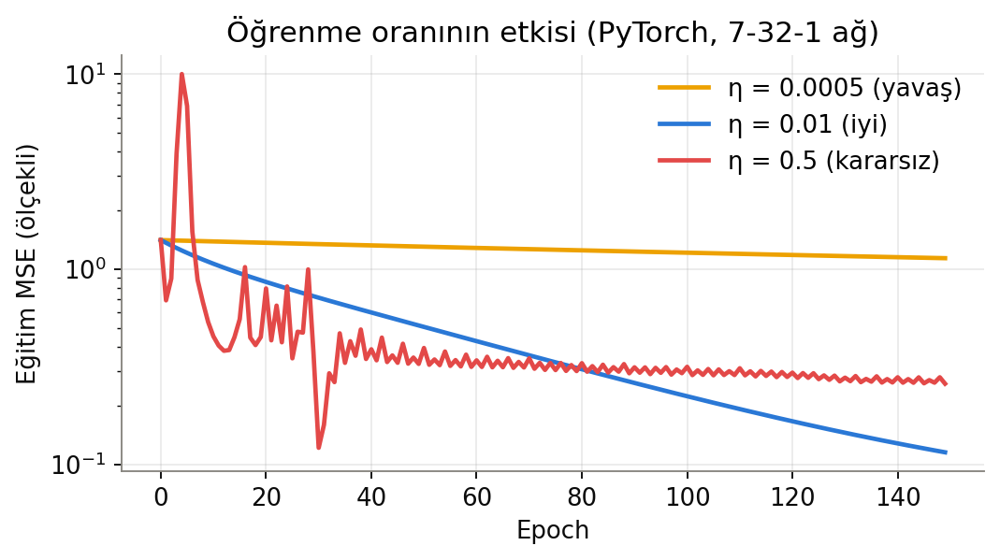 Öğrenme oranının etkisi (PyTorch, 7-32-1 ağ)
10¹
10⁰
10⁻¹
Eğitim MSE (ölçekli)
η = 0.0005 (yavaş)
η = 0.01 (iyi)
η = 0.5 (kararsız)
0 20 40 60 80 100 120 140
Epoch